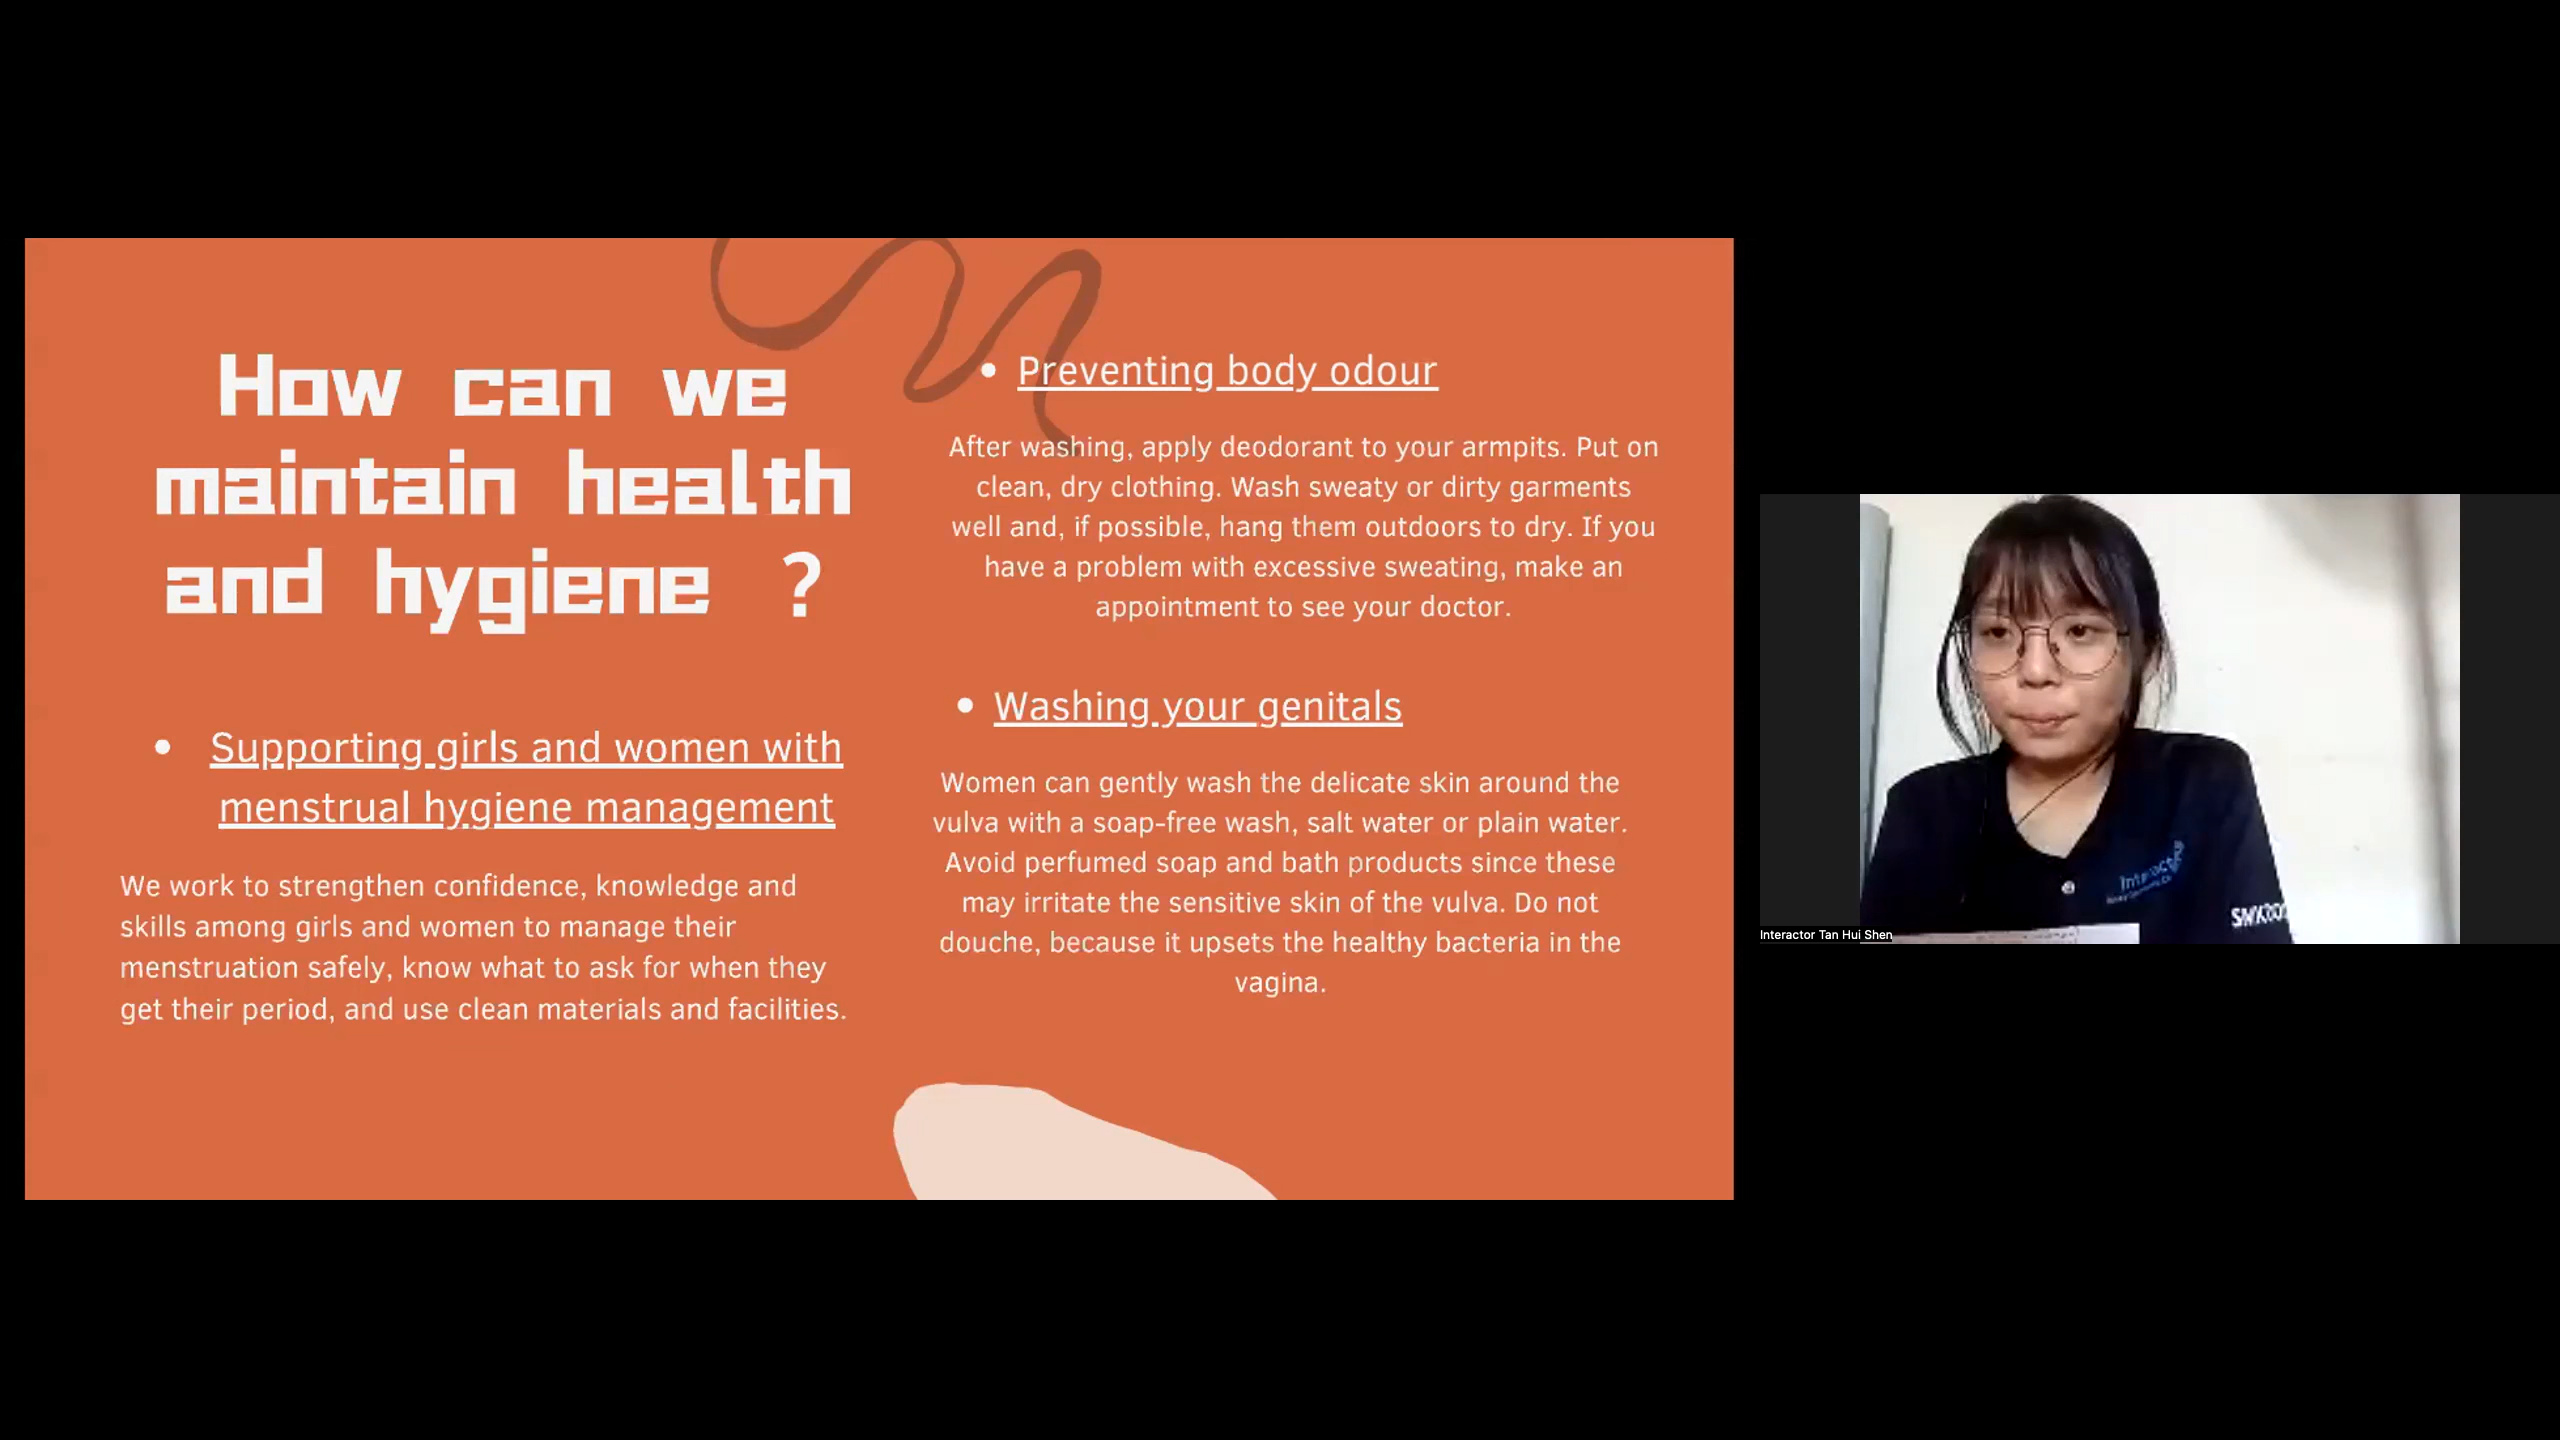 How can we
maintain health
and hygiene ?
• Supporting girls and women with
menstrual hygiene management
We work to strengthen confidence, knowledge and
skills among girls and women to manage their
menstruation safely, know what to ask for when they
get their period, and use clean materials and facilities.
• Preventing body odour
After washing, apply deodorant to your armpits. Put on
clean, dry clothing. Wash sweaty or dirty garments
well and, if possible, hang them outdoors to dry. If you
have a problem with excessive sweating, make an
appointment to see your doctor.
• Washing your genitals
Women can gently wash the delicate skin around the
vulva with a soap-free wash, salt water or plain water.
Avoid perfumed soap and bath products since these
may irritate the sensitive skin of the vulva. Do not
douche, because it upsets the healthy bacteria in the
vagina.
Interact
Interactor Tan Hui Shen